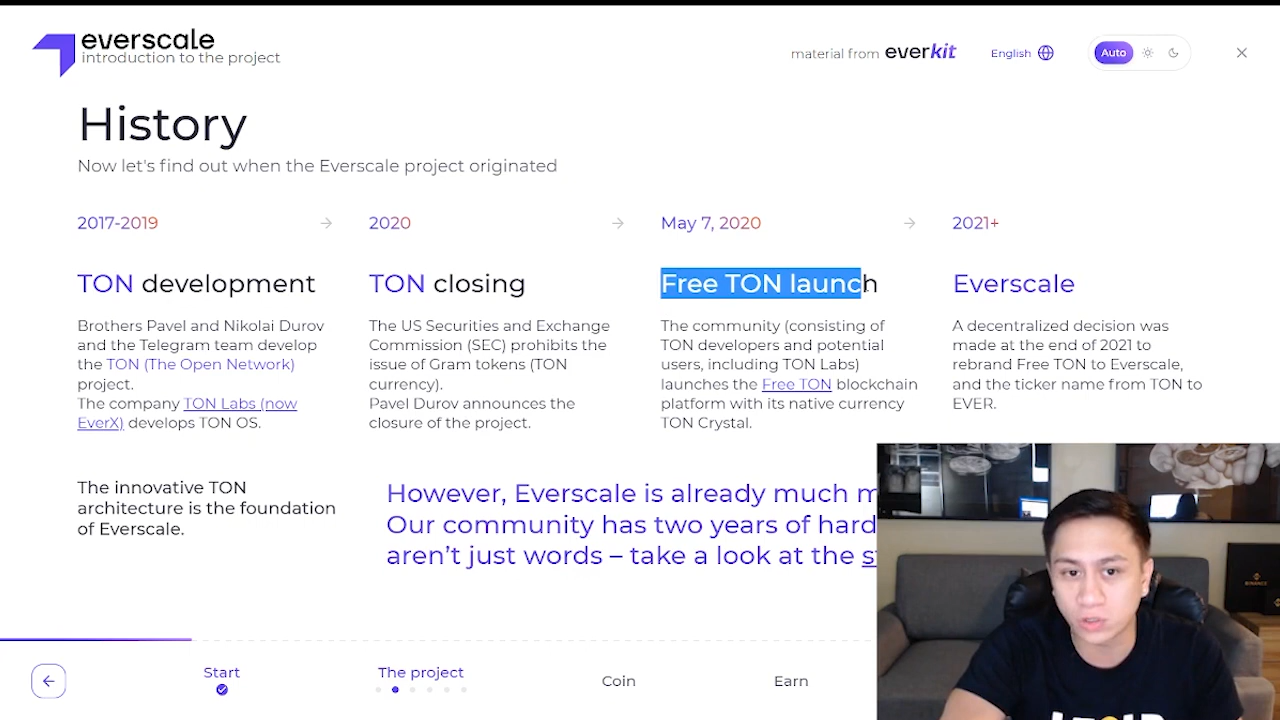 everscale
introduction to the project
material from everkit
English
Auto
History
Now let's find out when the Everscale project originated
2017-2019
2020
May 7, 2020
2021+
TON development
TON closing
Free TON launch
Everscale
Brothers Pavel and Nikolai Durov
and the Telegram team develop
the TON (The Open Network)
project.
The company TON Labs (now
EverX) develops TON OS.
The US Securities and Exchange
Commission (SEC) prohibits the
issue of Gram tokens (TON
currency).
Pavel Durov announces the
closure of the project.
The community (consisting of
TON developers and potential
users, including TON Labs)
launches the Free TON blockchain
platform with its native currency
TON Crystal.
A decentralized decision was
made at the end of 2021 to
rebrand Free TON to Everscale,
and the ticker name from TON to
EVER.
The innovative TON
architecture is the foundation
of Everscale.
However, Everscale is already much
Our community has two years of hard
aren't just words – take a look at the
Start
The project
Coin
Earn
BINANCE